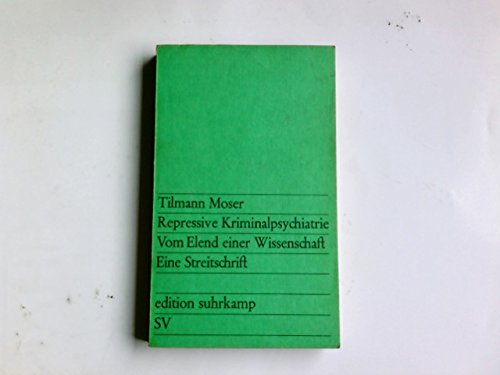 Tilmann Moser
Repressive Kriminalpsychiatrie
Vom Elend einer Wissenschaft
Eine Streitschrift
edition suhrkamp
SV